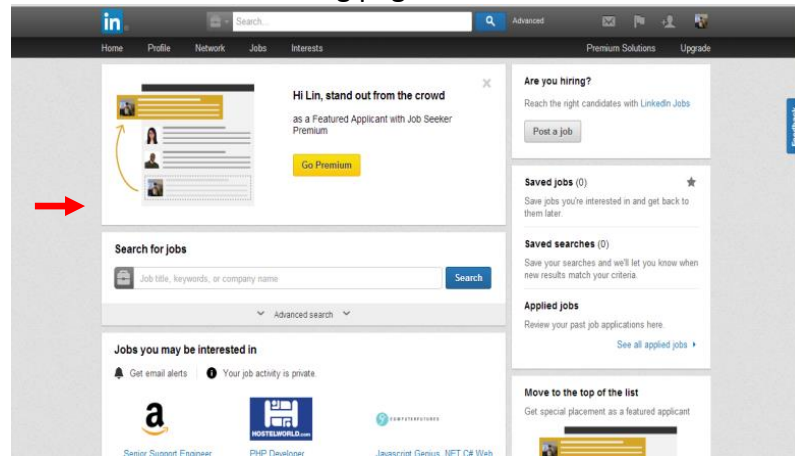 in
Search...
Advanced
Home Profile Network Jobs Interests Premium Solutions Upgrade
Hi Lin, stand out from the crowd
as a Featured Applicant with Job Seeker
Premium
Go Premium
Search for jobs
Job title, keywords, or company name
Search
Advanced search
Jobs you may be interested in
Get email alerts Your job activity is private.
a
HOSTELWORLD.com
COMPUTERFUTURES
Senior Support Engineer PHP Developer Javascript Genius, .NET C# Web
Are you hiring?
Reach the right candidates with LinkedIn Jobs
Post a job
Saved jobs (0)
Save jobs you're interested in and get back to
them later.
Saved searches (0)
Save your searches and we'll let you know when
new results match your criteria.
Applied jobs
Review your past job applications here.
See all applied jobs
Move to the top of the list
Get special placement as a featured applicant